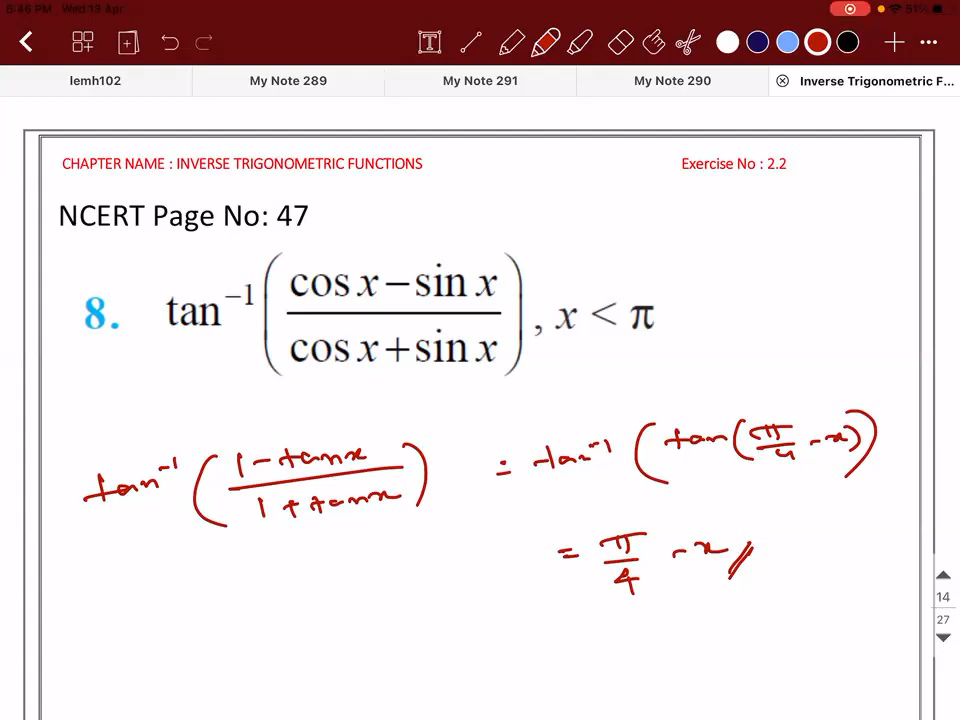 5:46 PM Wed 13 Apr 51%
lemh102 My Note 289 My Note 291 My Note 290 Inverse Trigonometric F...
CHAPTER NAME : INVERSE TRIGONOMETRIC FUNCTIONS Exercise No : 2.2
NCERT Page No: 47
8. tan⁻¹((cos x − sin x)/(cos x + sin x)), x < π
tan⁻¹((1 - tanx)/(1 + tanx)) = tan⁻¹(tan(π/4 - x))
= π/4 - x //
14
27